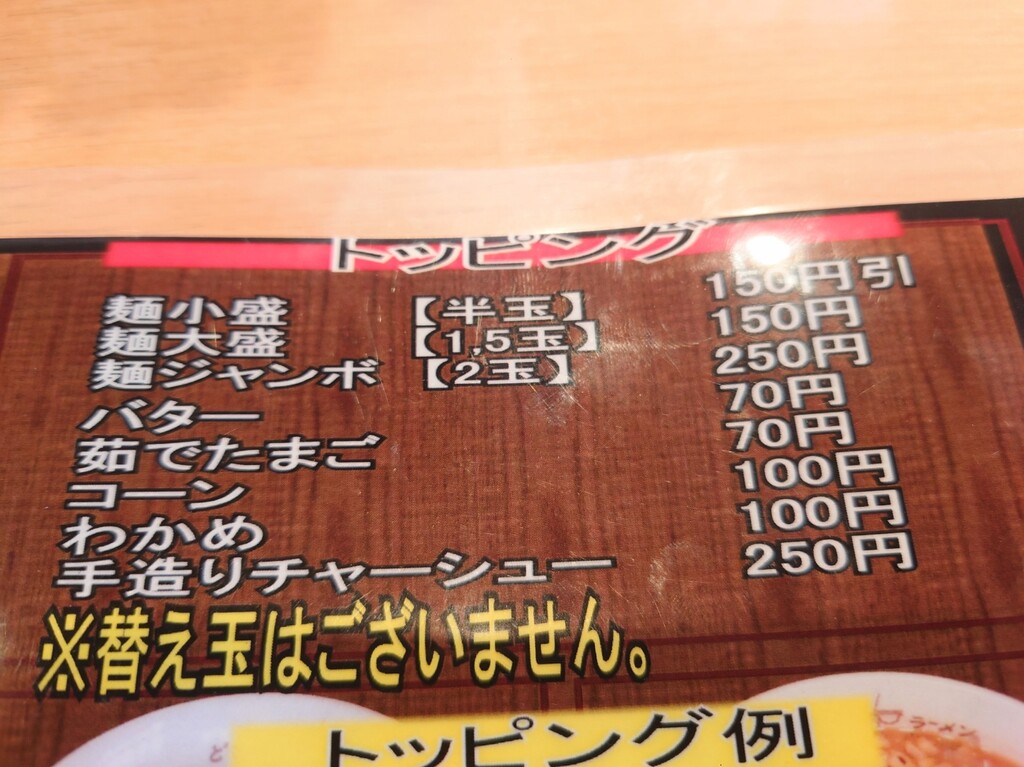 トッピング
麺小盛 【半玉】 150円引
麺大盛 【1,5玉】 150円
麺ジャンボ 【2玉】 250円
バター 70円
茹でたまご 70円
コーン 100円
わかめ 100円
手造りチャーシュー 250円
※替え玉はございません。
トッピング例
ラーメン